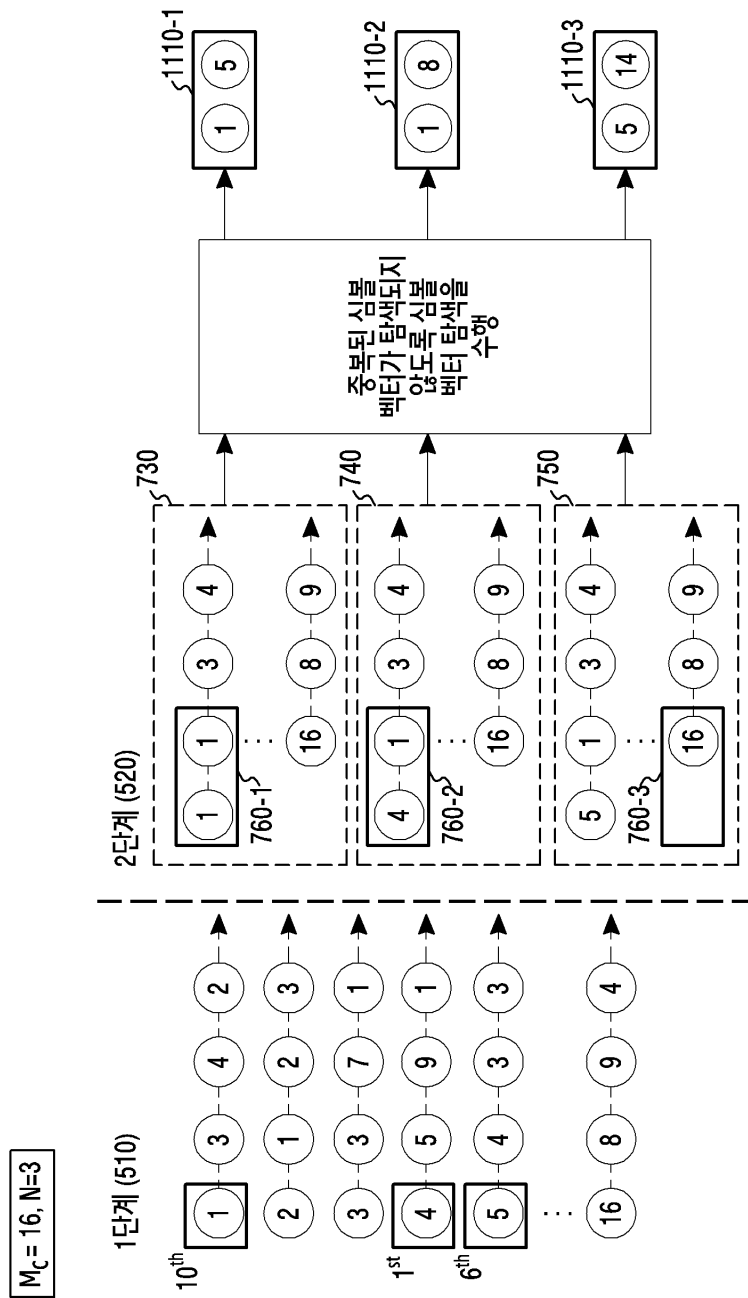 M_C = 16, N=3
1단계 (510)
10th
1 3 4 2
2 1 2 3
3 3 7 1
1st
4 5 9 1
6th
5 4 3 3
...
16 8 9 4
2단계 (520)
730
1 1 3 4
760-1
...
16 8 9
740
4 1 3 4
760-2
...
16 8 9
750
5 1 3 4
760-3
...
16 8 9
중복된 심볼
벡터가 탐색되지
않도록 심볼
벡터 탐색을
수행
1110-1
1 5
1110-2
1 8
1110-3
5 14